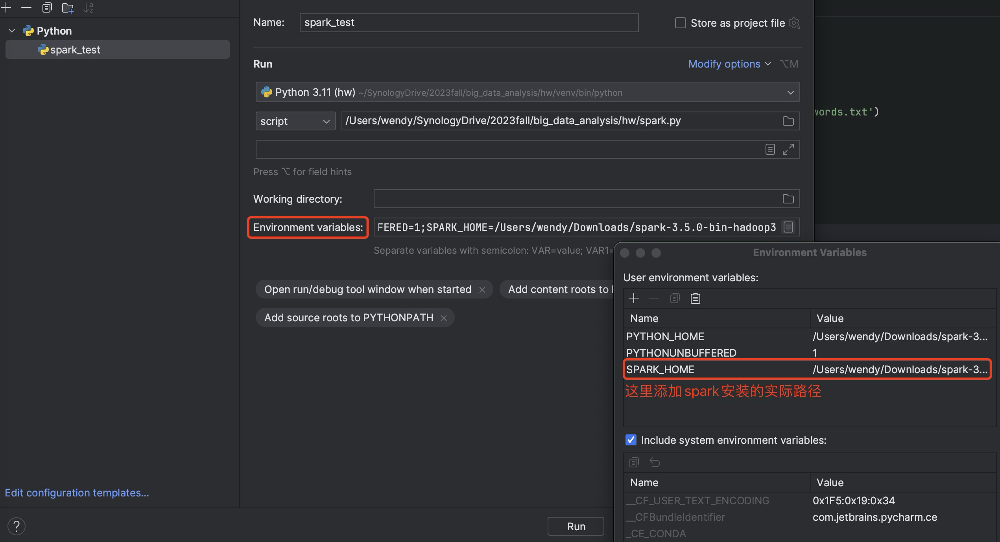 Python
spark_test
Edit configuration templates...
Name: spark_test
Store as project file
Run
Modify options ⌥M
Python 3.11 (hw) ~/SynologyDrive/2023fall/big_data_analysis/hw/venv/bin/python
script /Users/wendy/SynologyDrive/2023fall/big_data_analysis/hw/spark.py
Press ⌥ for field hints
Working directory:
Environment variables: FERED=1;SPARK_HOME=/Users/wendy/Downloads/spark-3.5.0-bin-hadoop3
Separate variables with semicolon: VAR=value; VAR1=
Open run/debug tool window when started
Add content roots to
Add source roots to PYTHONPATH
Run
words.txt')
Environment Variables
User environment variables:
Name Value
PYTHON_HOME /Users/wendy/Downloads/spark-3...
PYTHONUNBUFFERED 1
SPARK_HOME /Users/wendy/Downloads/spark-3...
这里添加spark安装的实际路径
Include system environment variables:
Name Value
__CF_USER_TEXT_ENCODING 0x1F5:0x19:0x34
__CFBundleIdentifier com.jetbrains.pycharm.ce
_CE_CONDA